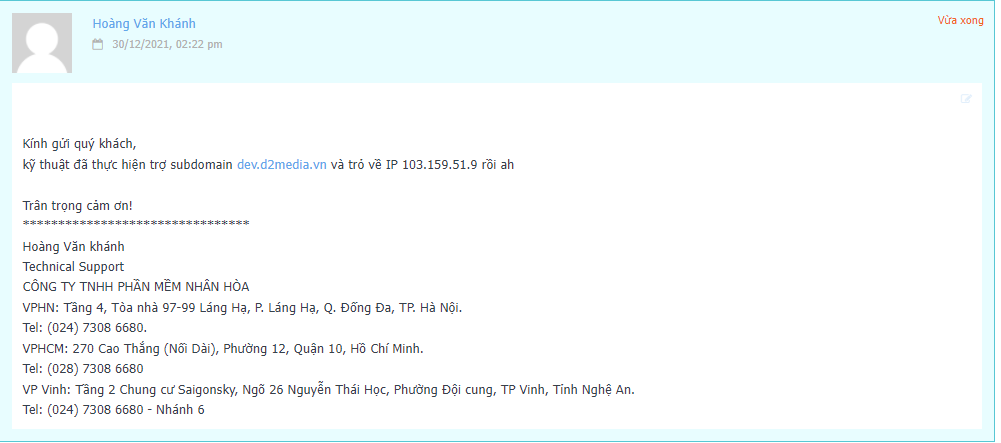 Hoàng Văn Khánh
Vừa xong
30/12/2021, 02:22 pm
Kính gửi quý khách,
kỹ thuật đã thực hiện trợ subdomain dev.d2media.vn và trỏ về IP 103.159.51.9 rồi ah
Trân trọng cảm ơn!
********************************
Hoàng Văn khánh
Technical Support
CÔNG TY TNHH PHẦN MỀM NHÂN HÒA
VPHN: Tầng 4, Tòa nhà 97-99 Láng Hạ, P. Láng Hạ, Q. Đống Đa, TP. Hà Nội.
Tel: (024) 7308 6680.
VPHCM: 270 Cao Thắng (Nối Dài), Phường 12, Quận 10, Hồ Chí Minh.
Tel: (028) 7308 6680
VP Vinh: Tầng 2 Chung cư Saigonsky, Ngõ 26 Nguyễn Thái Học, Phường Đội cung, TP Vinh, Tỉnh Nghệ An.
Tel: (024) 7308 6680 - Nhánh 6